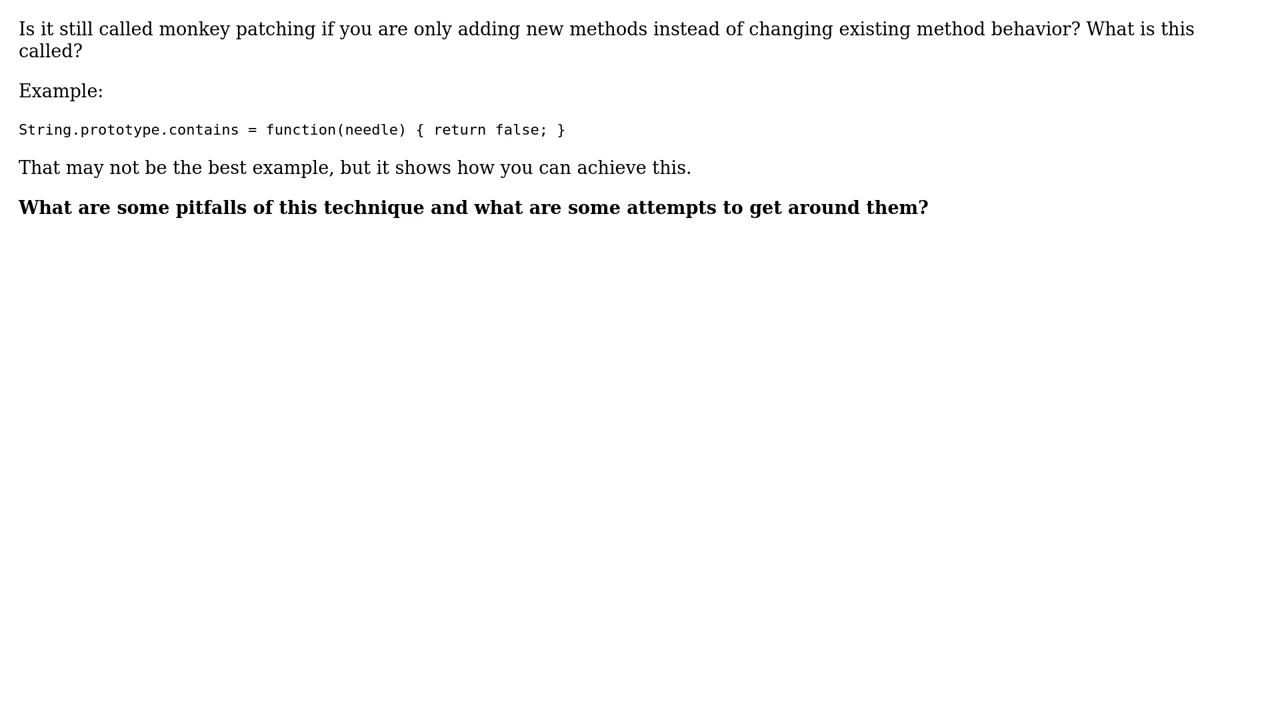 Is it still called monkey patching if you are only adding new methods instead of changing existing method behavior? What is this
called?
Example:
String.prototype.contains = function(needle) { return false; }
That may not be the best example, but it shows how you can achieve this.
What are some pitfalls of this technique and what are some attempts to get around them?